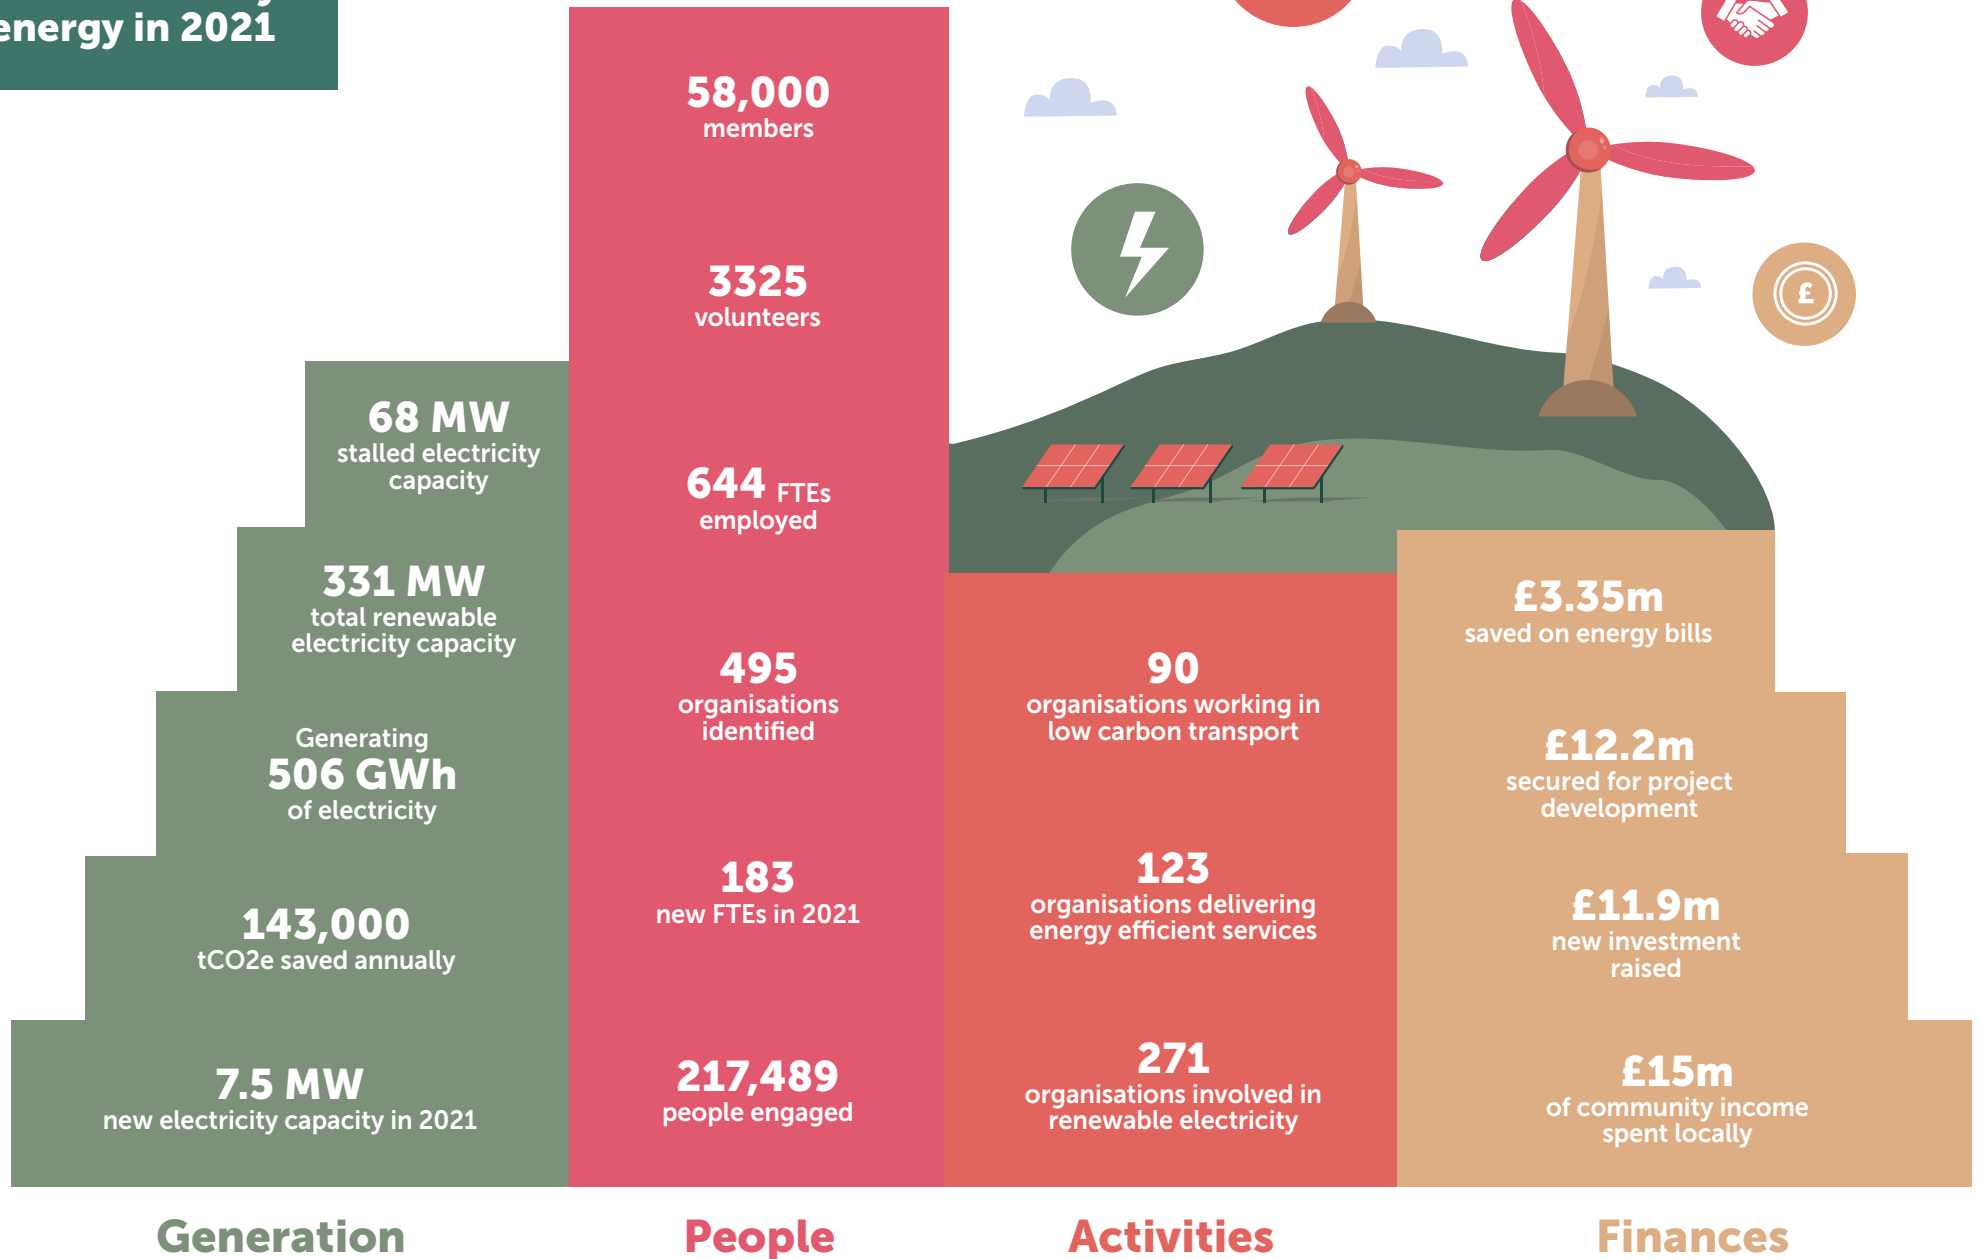 energy in 2021
68 MW
stalled electricity
capacity
331 MW
total renewable
electricity capacity
Generating
506 GWh
of electricity
143,000
tCO2e saved annually
7.5 MW
new electricity capacity in 2021
Generation
58,000
members
3325
volunteers
644 FTEs
employed
495
organisations
identified
183
new FTEs in 2021
217,489
people engaged
People
90
organisations working in
low carbon transport
123
organisations delivering
energy efficient services
271
organisations involved in
renewable electricity
Activities
£
£3.35m
saved on energy bills
£12.2m
secured for project
development
£11.9m
new investment
raised
£15m
of community income
spent locally
Finances